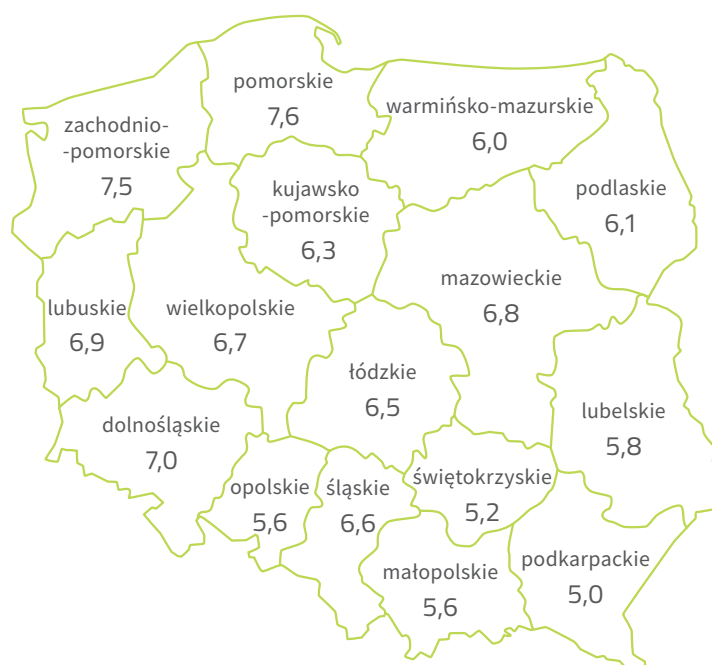 pomorskie
7,6
warmińsko-mazurskie
6,0
zachodnio-
-pomorskie
7,5
podlaskie
6,1
kujawsko
-pomorskie
6,3
mazowieckie
6,8
lubuskie
6,9
wielkopolskie
6,7
łódzkie
6,5
lubelskie
5,8
dolnośląskie
7,0
opolskie
5,6
śląskie
6,6
świętokrzyskie
5,2
małopolskie
5,6
podkarpackie
5,0